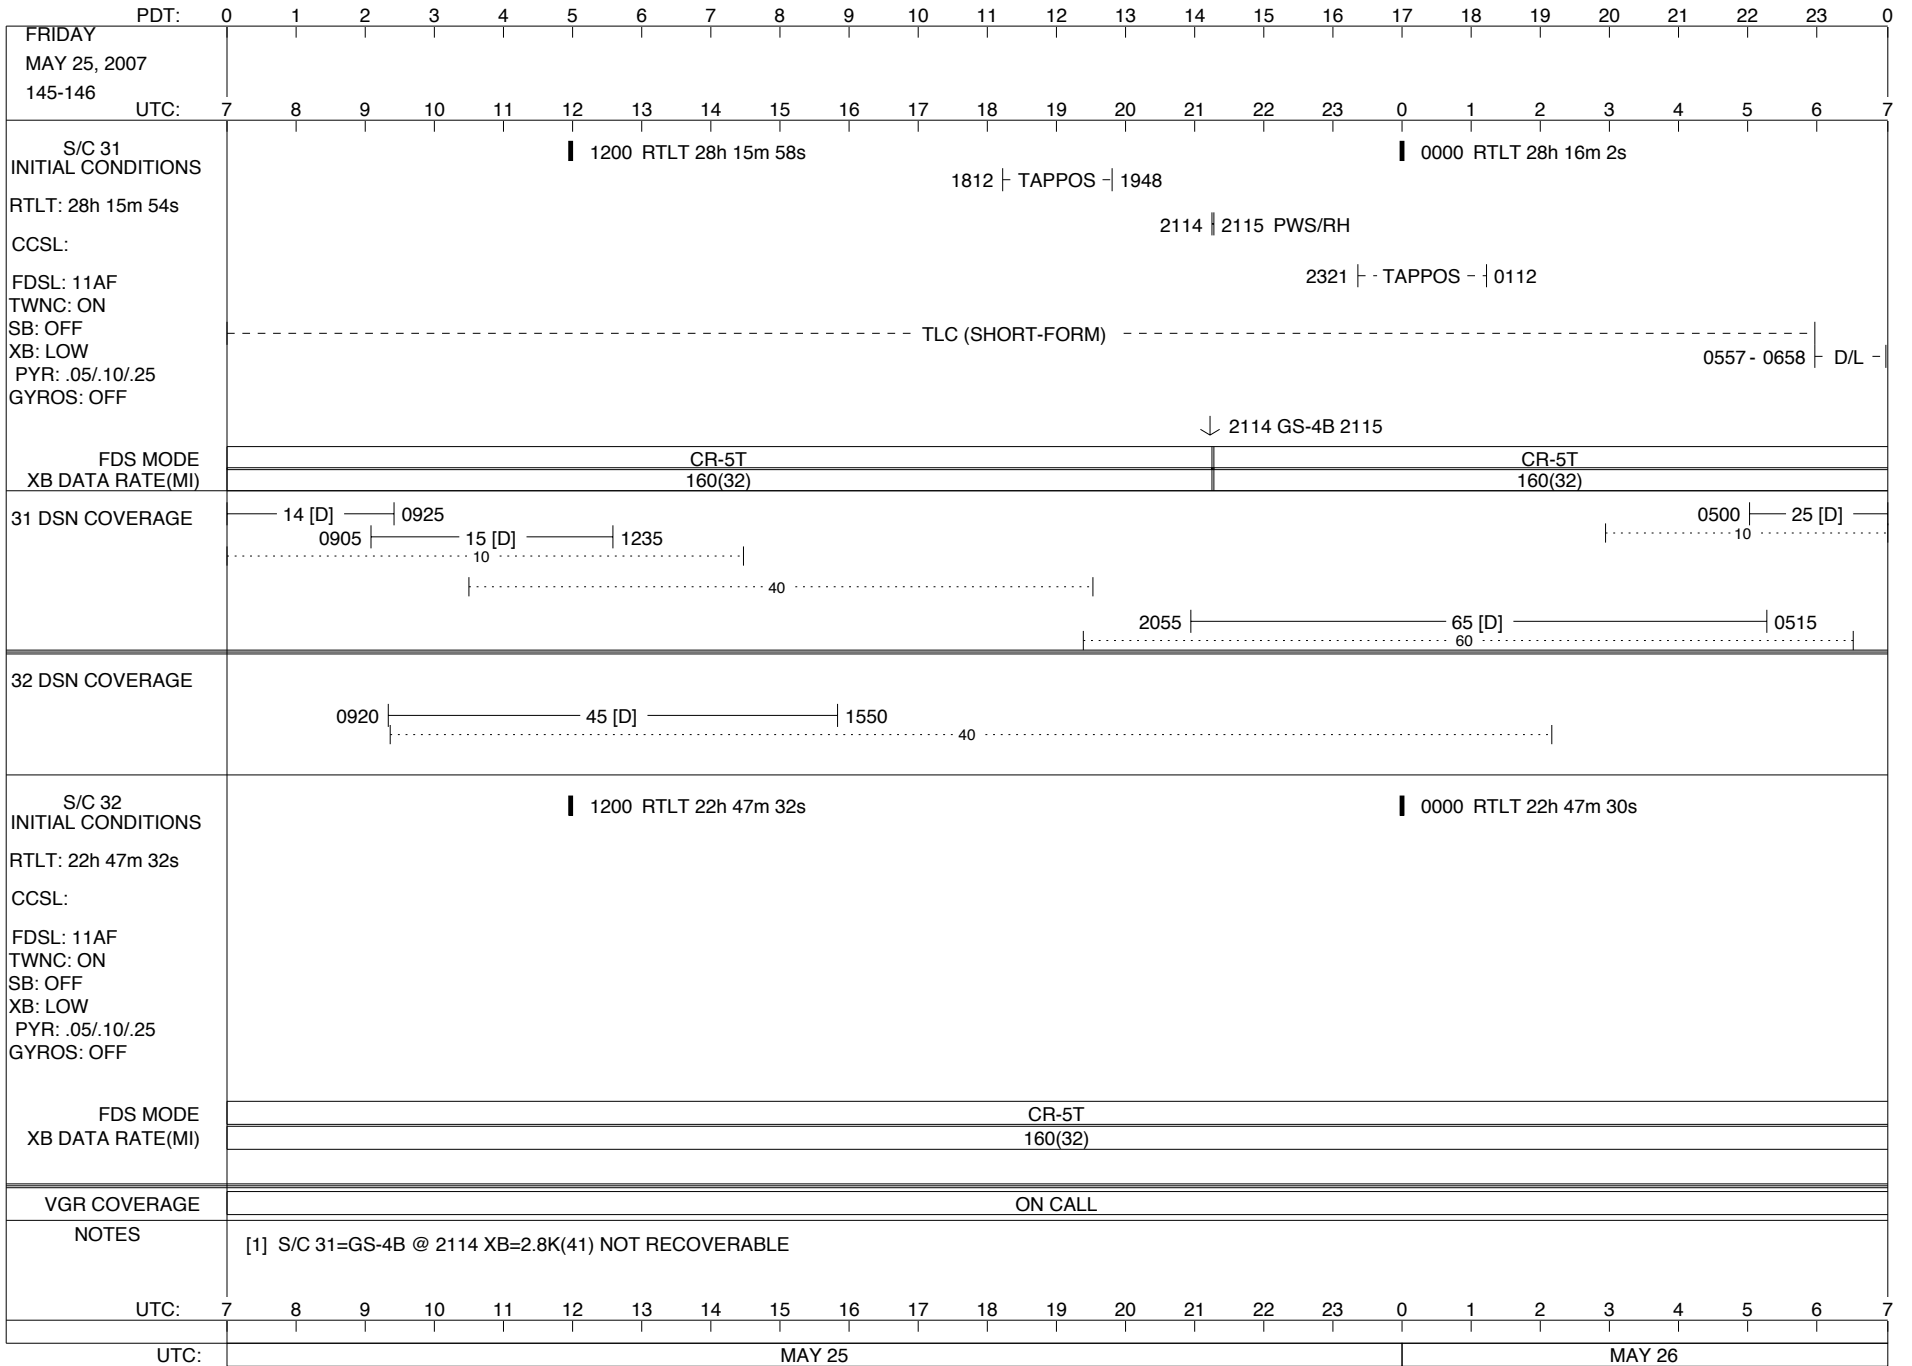 PDT: 0 1 2 3 4 5 6 7 8 9 10 11 12 13 14 15 16 17 18 19 20 21 22 23 0
FRIDAY
MAY 25, 2007
145-146
UTC: 7 8 9 10 11 12 13 14 15 16 17 18 19 20 21 22 23 0 1 2 3 4 5 6 7
S/C 31
INITIAL CONDITIONS
RTLT: 28h 15m 54s
CCSL:
FDSL: 11AF
TWNC: ON
SB: OFF
XB: LOW
PYR: .05/.10/.25
GYROS: OFF
1200 RTLT 28h 15m 58s
0000 RTLT 28h 16m 2s
1812 TAPPOS 1948
2114 2115 PWS/RH
2321 TAPPOS 0112
TLC (SHORT-FORM)
0557 - 0658 D/L
2114 GS-4B 2115
FDS MODE CR-5T CR-5T
XB DATA RATE(MI) 160(32) 160(32)
31 DSN COVERAGE
14 [D] 0925
0500 25 [D]
0905 15 [D] 1235
10
10
40
2055 65 [D] 0515
60
32 DSN COVERAGE
0920 45 [D] 1550
40
S/C 32
INITIAL CONDITIONS
RTLT: 22h 47m 32s
CCSL:
FDSL: 11AF
TWNC: ON
SB: OFF
XB: LOW
PYR: .05/.10/.25
GYROS: OFF
1200 RTLT 22h 47m 32s
0000 RTLT 22h 47m 30s
FDS MODE CR-5T
XB DATA RATE(MI) 160(32)
VGR COVERAGE ON CALL
NOTES
[1] S/C 31=GS-4B @ 2114 XB=2.8K(41) NOT RECOVERABLE
UTC: 7 8 9 10 11 12 13 14 15 16 17 18 19 20 21 22 23 0 1 2 3 4 5 6 7
UTC: MAY 25 MAY 26